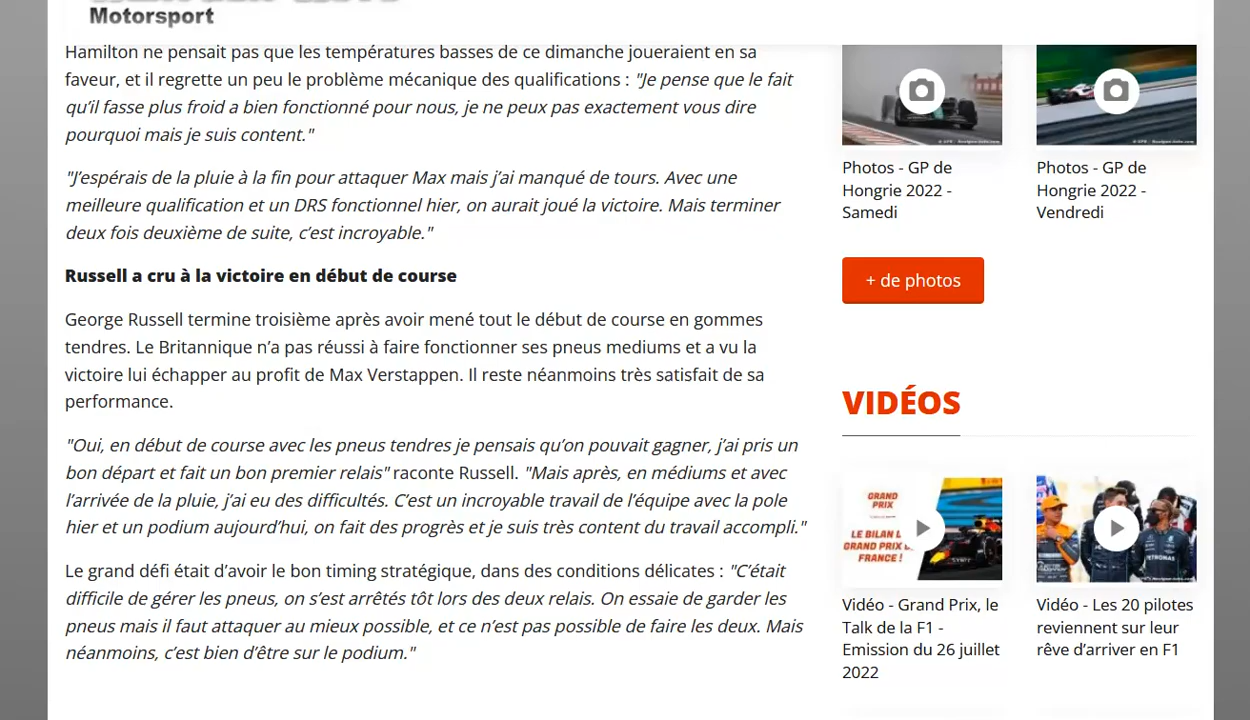 Motorsport
Hamilton ne pensait pas que les températures basses de ce dimanche joueraient en sa
faveur, et il regrette un peu le problème mécanique des qualifications : "Je pense que le fait
qu’il fasse plus froid a bien fonctionné pour nous, je ne peux pas exactement vous dire
pourquoi mais je suis content."
"J’espérais de la pluie à la fin pour attaquer Max mais j’ai manqué de tours. Avec une
meilleure qualification et un DRS fonctionnel hier, on aurait joué la victoire. Mais terminer
deux fois deuxième de suite, c’est incroyable."
Russell a cru à la victoire en début de course
George Russell termine troisième après avoir mené tout le début de course en gommes
tendres. Le Britannique n’a pas réussi à faire fonctionner ses pneus mediums et a vu la
victoire lui échapper au profit de Max Verstappen. Il reste néanmoins très satisfait de sa
performance.
"Oui, en début de course avec les pneus tendres je pensais qu’on pouvait gagner, j’ai pris un
bon départ et fait un bon premier relais" raconte Russell. "Mais après, en médiums et avec
l’arrivée de la pluie, j’ai eu des difficultés. C’est un incroyable travail de l’équipe avec la pole
hier et un podium aujourd’hui, on fait des progrès et je suis très content du travail accompli."
Le grand défi était d’avoir le bon timing stratégique, dans des conditions délicates : "C’était
difficile de gérer les pneus, on s’est arrêtés tôt lors des deux relais. On essaie de garder les
pneus mais il faut attaquer au mieux possible, et ce n’est pas possible de faire les deux. Mais
néanmoins, c’est bien d’être sur le podium."
Photos - GP de
Hongrie 2022 -
Samedi
Photos - GP de
Hongrie 2022 -
Vendredi
+ de photos
VIDÉOS
GRAND
PRIX
LE BILAN
GRAND PRIX
FRANCE !
Vidéo - Grand Prix, le
Talk de la F1 -
Emission du 26 juillet
2022
PETRONAS
Vidéo - Les 20 pilotes
reviennent sur leur
rêve d’arriver en F1